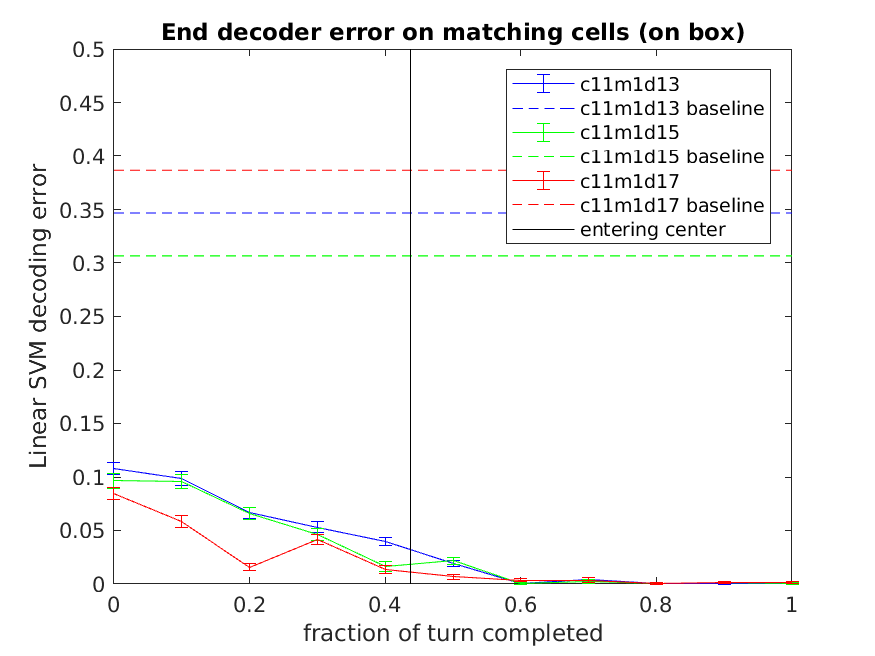 End decoder error on matching cells (on box)
Linear SVM decoding error
0.5
0.45
0.4
0.35
0.3
0.25
0.2
0.15
0.1
0.05
0
c11m1d13
c11m1d13 baseline
c11m1d15
c11m1d15 baseline
c11m1d17
c11m1d17 baseline
entering center
0 0.2 0.4 0.6 0.8 1
fraction of turn completed